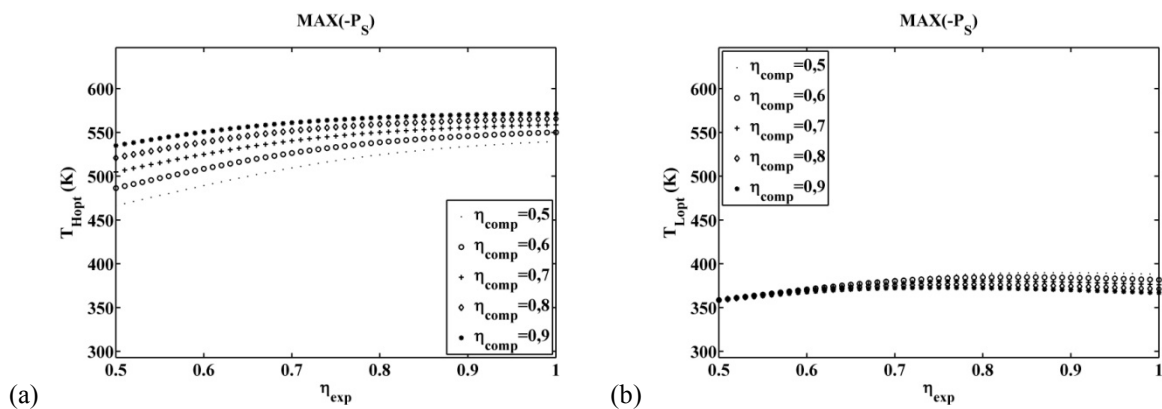 MAX(-P_S)
T_Hopt (K)
600
550
500
450
400
350
300
0.5 0.6 0.7 0.8 0.9 1
η_exp
η_comp=0,5
η_comp=0,6
η_comp=0,7
η_comp=0,8
η_comp=0,9
(a)
MAX(-P_S)
T_Lopt (K)
600
550
500
450
400
350
300
0.5 0.6 0.7 0.8 0.9 1
η_exp
η_comp=0,5
η_comp=0,6
η_comp=0,7
η_comp=0,8
η_comp=0,9
(b)